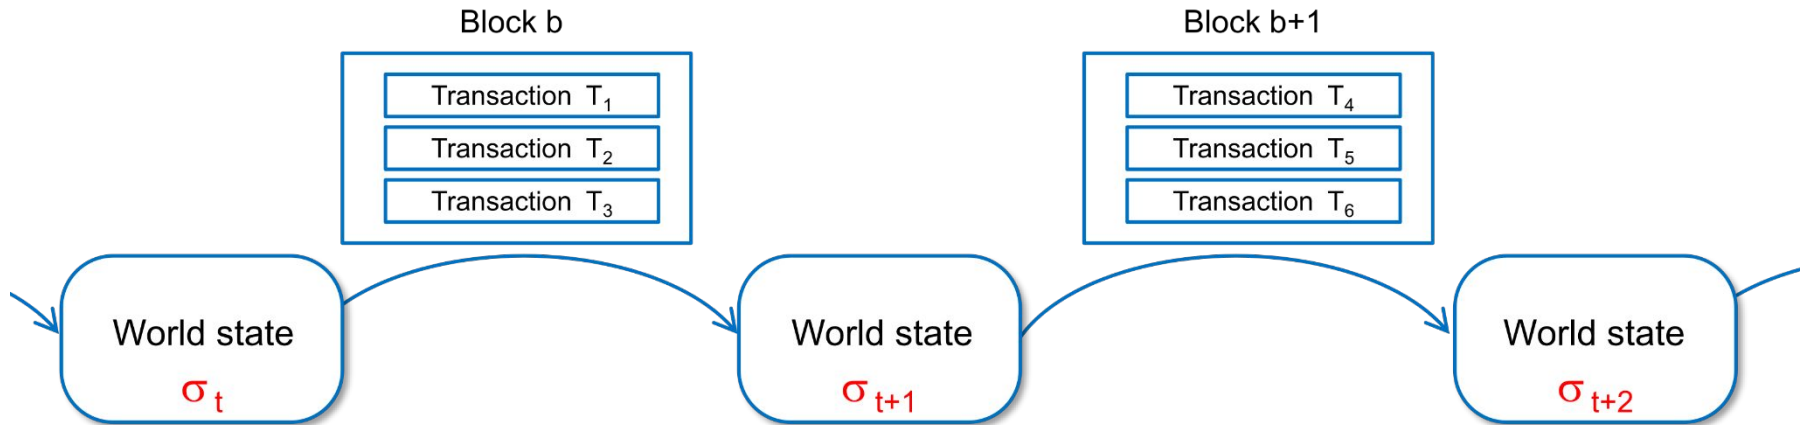 Block b
Transaction T₁
Transaction T₂
Transaction T₃
Block b+1
Transaction T₄
Transaction T₅
Transaction T₆
World state
σ t
World state
σ t+1
World state
σ t+2